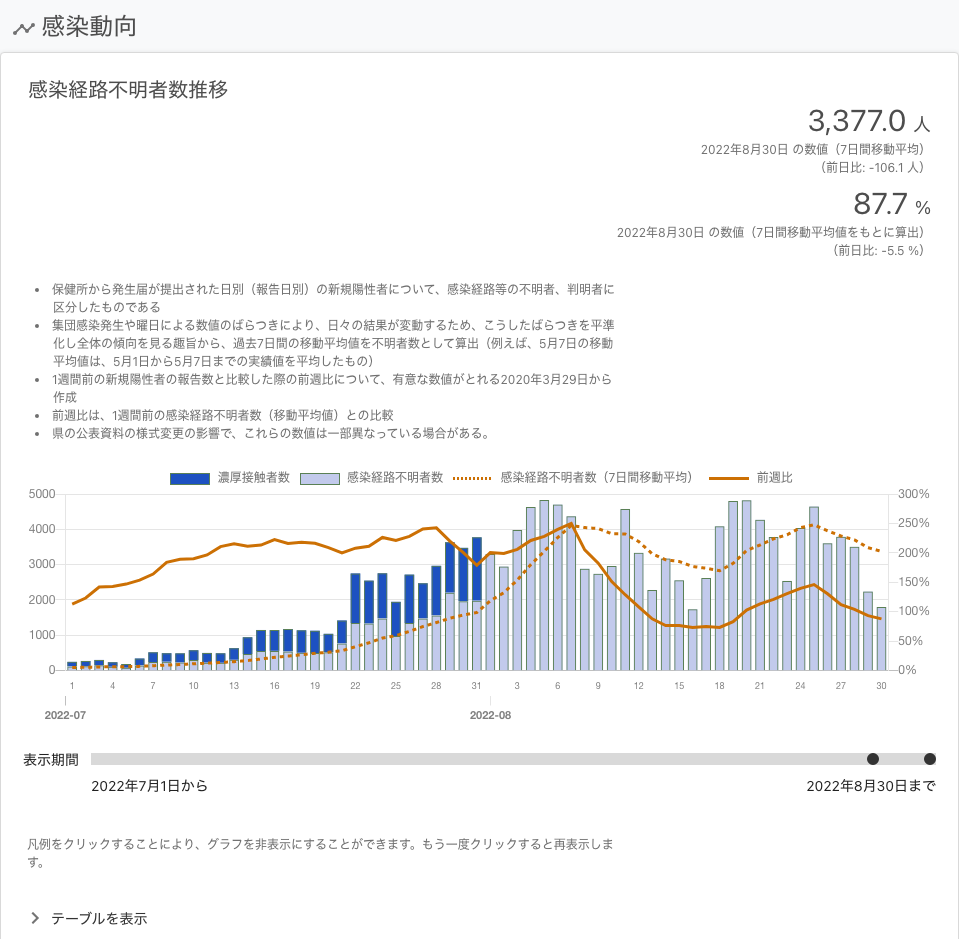 感染動向
感染経路不明者数推移
3,377.0 人
2022年8月30日 の数値（7日間移動平均）
（前日比: -106.1 人）
87.7 %
2022年8月30日 の数値（7日間移動平均値をもとに算出）
（前日比: -5.5 %）
• 保健所から発生届が提出された日別（報告日別）の新規陽性者について、感染経路等の不明者、判明者に
区分したものである
• 集団感染発生や曜日による数値のばらつきにより、日々の結果が変動するため、こうしたばらつきを平準
化し全体の傾向を見る趣旨から、過去7日間の移動平均値を不明者数として算出（例えば、5月7日の移動
平均値は、5月1日から5月7日までの実績値を平均したもの）
• 1週間前の新規陽性者の報告数と比較した際の前週比について、有意な数値がとれる2020年3月29日から
作成
• 前週比は、1週間前の感染経路不明者数（移動平均値）との比較
• 県の公表資料の様式変更の影響で、これらの数値は一部異なっている場合がある。
濃厚接触者数 感染経路不明者数 感染経路不明者数（7日間移動平均） 前週比
5000 300%
4000 250%
3000 200%
2000 150%
1000 100%
0 50%
0%
1 4 7 10 13 16 19 22 25 28 31 3 6 9 12 15 18 21 24 27 30
2022-07 2022-08
表示期間
2022年7月1日から 2022年8月30日まで
凡例をクリックすることにより、グラフを非表示にすることができます。もう一度クリックすると再表示しま
す。
テーブルを表示